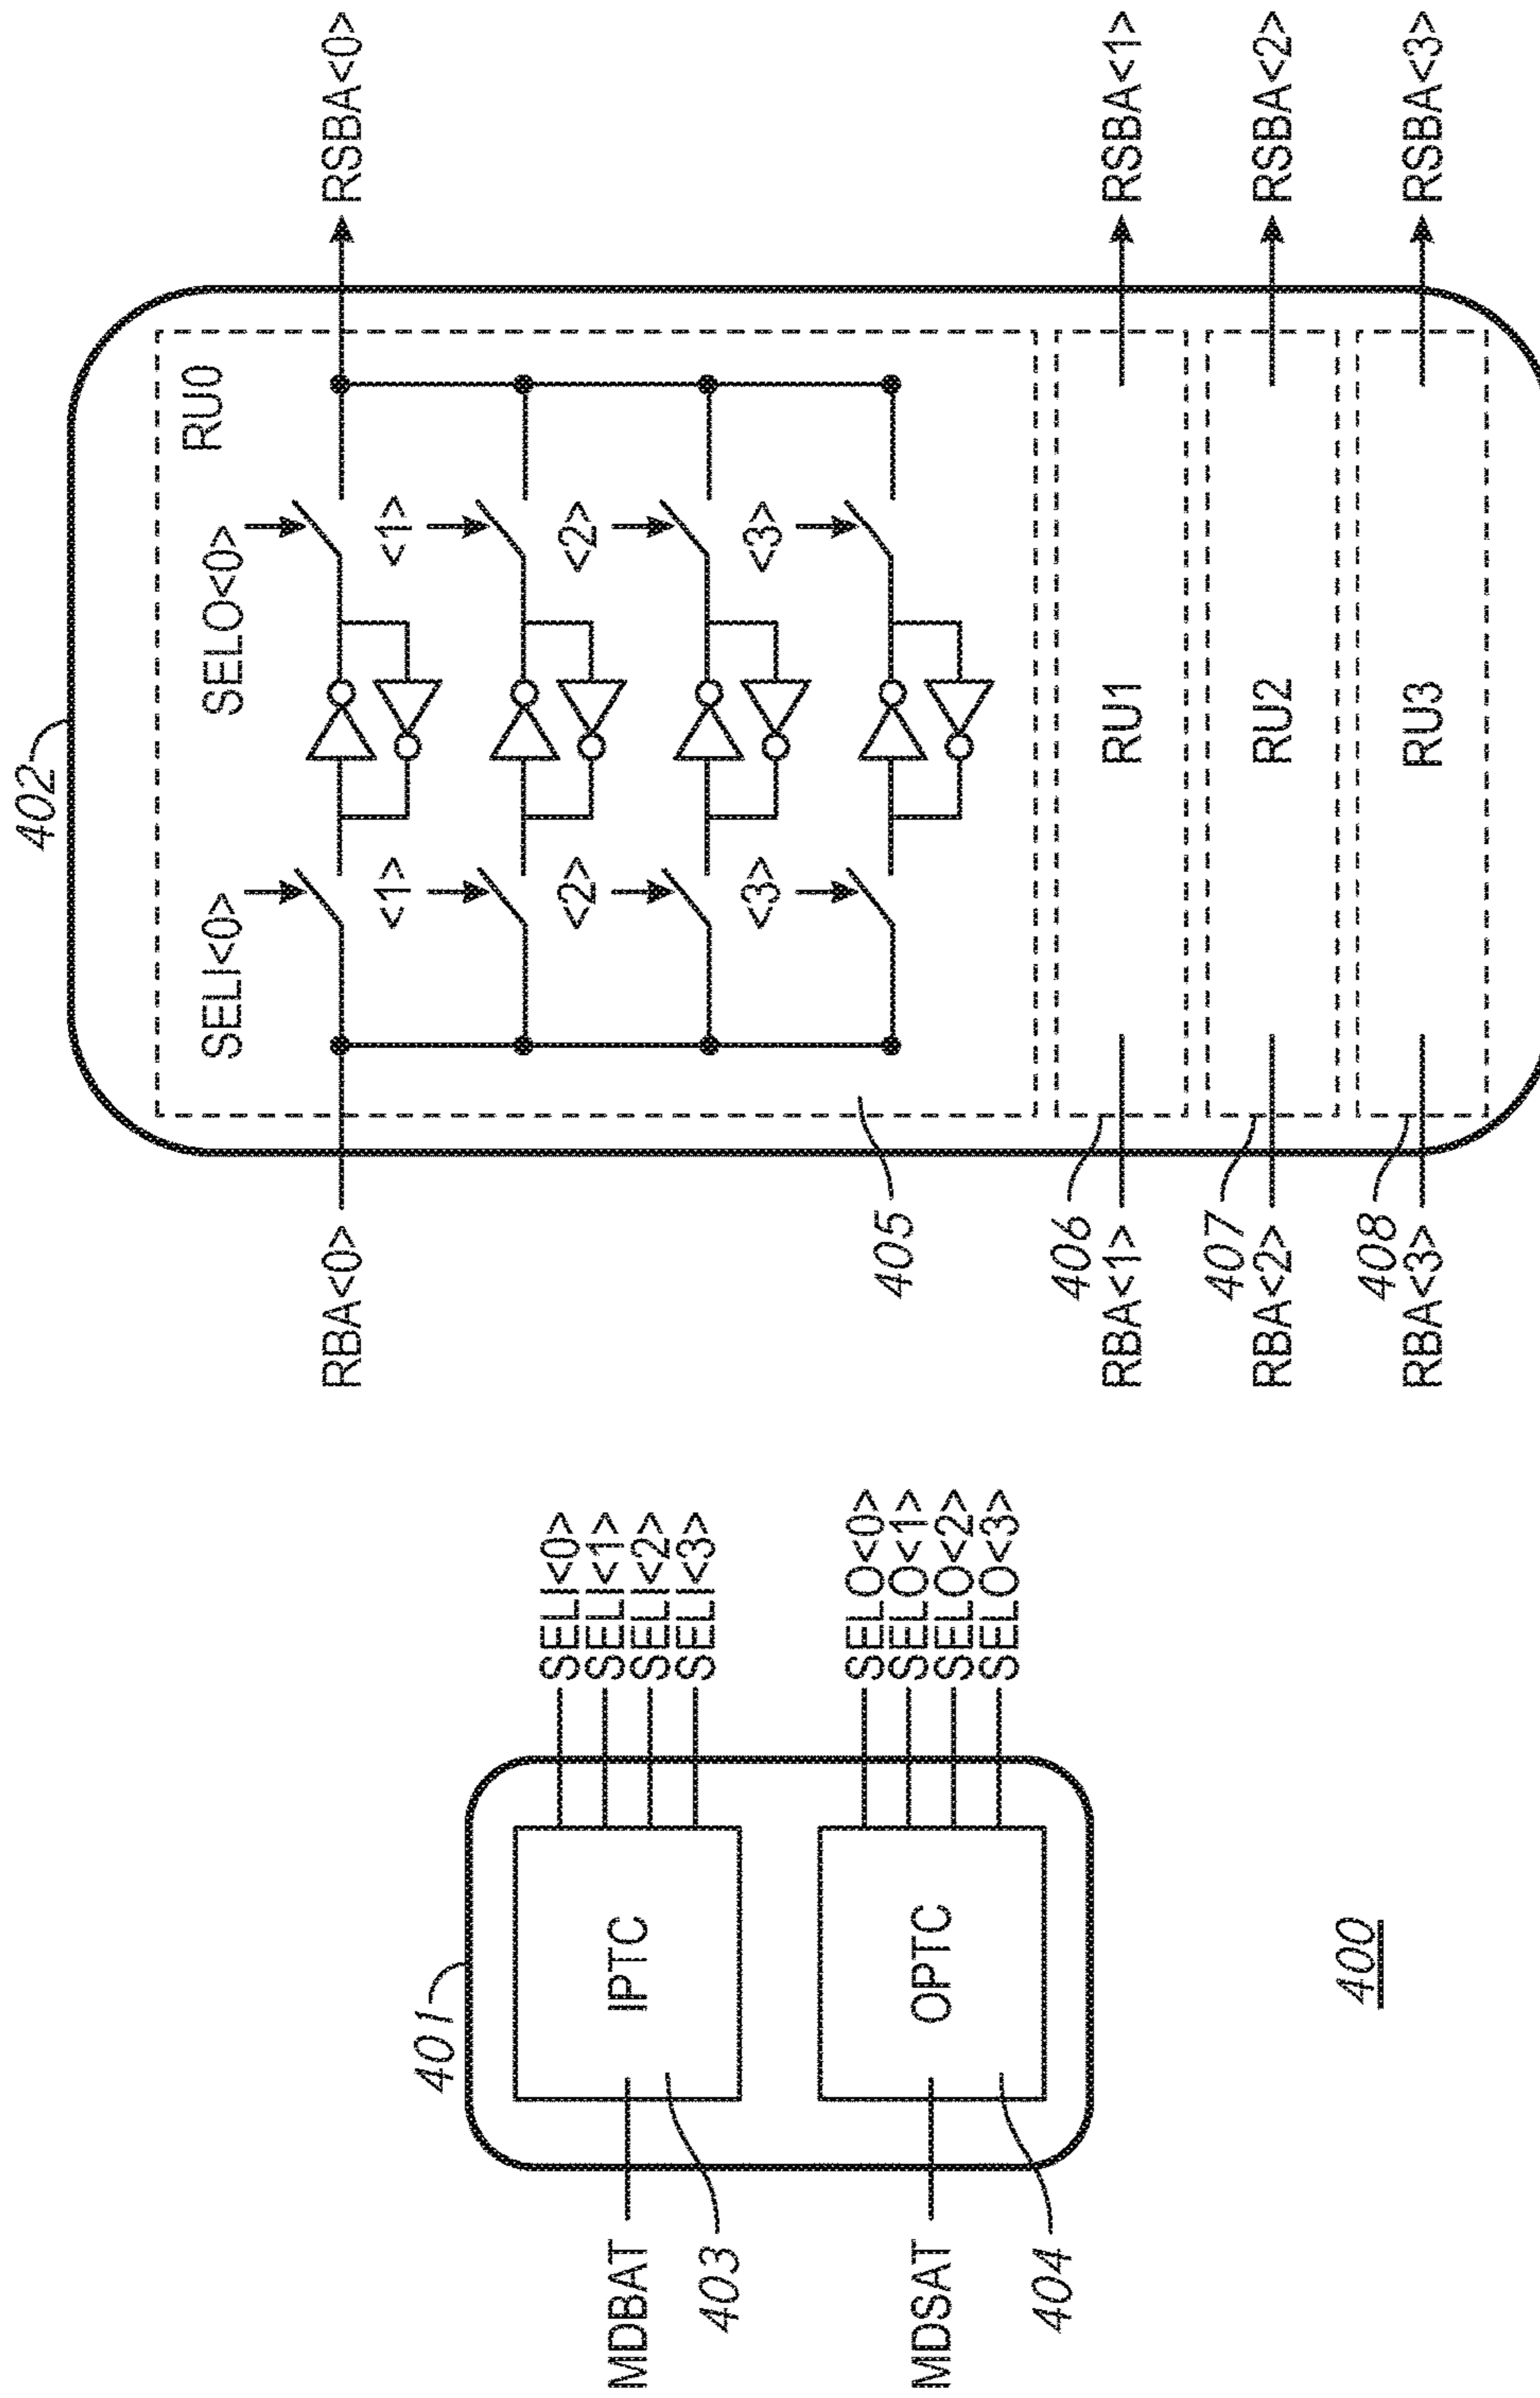 402
RU0
SELI<0>
SELO<0>
RBA<0>
RSBA<0>
<1>
<1>
<2>
<2>
<3>
<3>
405
406
RBA<1>
RU1
RSBA<1>
407
RBA<2>
RU2
RSBA<2>
408
RBA<3>
RU3
RSBA<3>
401
MDBAT
IPTC
SELI<0>
SELI<1>
SELI<2>
SELI<3>
403
MDSAT
OPTC
SELO<0>
SELO<1>
SELO<2>
SELO<3>
404
400